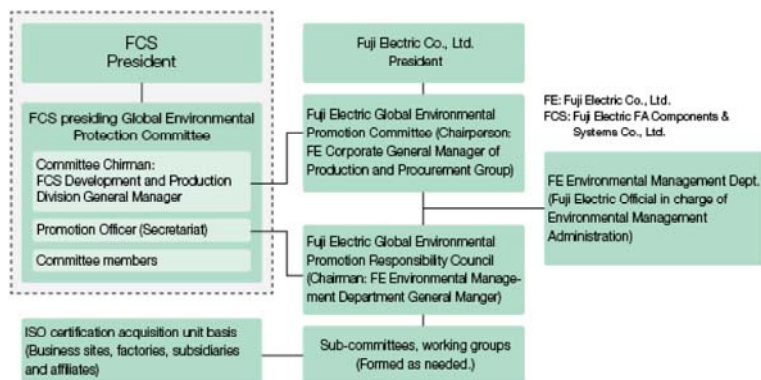 FCS
President
FCS presiding Global Environmental
Protection Committee
Committee Chirman:
FCS Development and Production
Division General Manager
Promotion Officer (Secretariat)
Committee members
ISO certification acquisition unit basis
(Business sites, factories, subsidiaries
and affiliates)
Fuji Electric Co., Ltd.
President
Fuji Electric Global Environmental
Promotion Committee (Chairperson:
FE Corporate General Manager of
Production and Procurement Group)
Fuji Electric Global Environmental
Promotion Responsibility Council
(Chairman: FE Environmental Manage-
ment Department General Manger)
Sub-committees, working groups
(Formed as needed.)
FE: Fuji Electric Co., Ltd.
FCS: Fuji Electric FA Components &
Systems Co., Ltd.
FE Environmental Management Dept.
(Fuji Electric Official in charge of
Environmental Management
Administration)